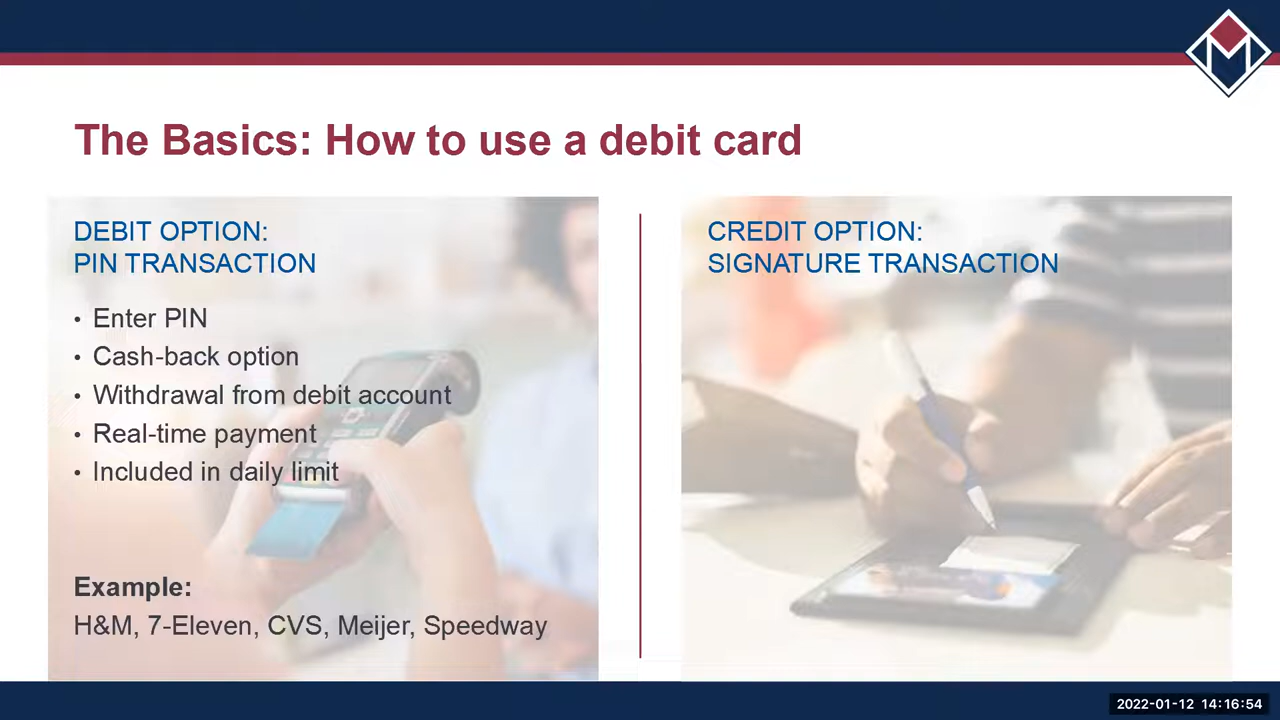 The Basics: How to use a debit card
DEBIT OPTION:
PIN TRANSACTION
• Enter PIN
• Cash-back option
• Withdrawal from debit account
• Real-time payment
• Included in daily limit
Example:
H&M, 7-Eleven, CVS, Meijer, Speedway
CREDIT OPTION:
SIGNATURE TRANSACTION
2022-01-12 14:16:54